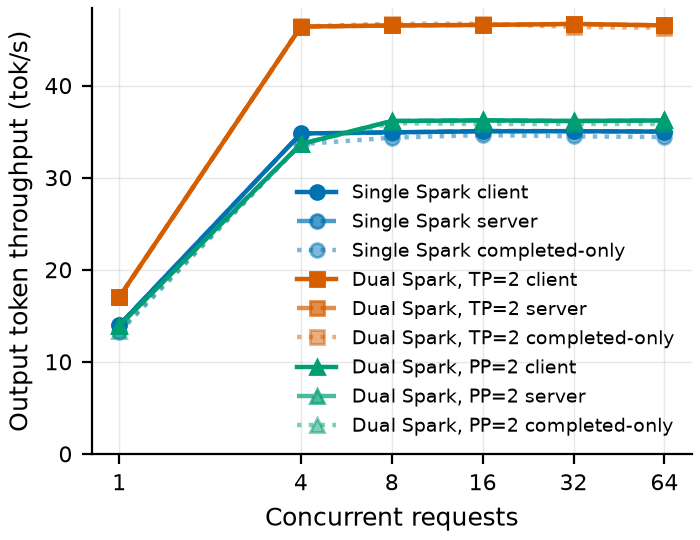 Output token throughput (tok/s)
40
30
20
10
0
Single Spark client
Single Spark server
Single Spark completed-only
Dual Spark, TP=2 client
Dual Spark, TP=2 server
Dual Spark, TP=2 completed-only
Dual Spark, PP=2 client
Dual Spark, PP=2 server
Dual Spark, PP=2 completed-only
1 4 8 16 32 64
Concurrent requests